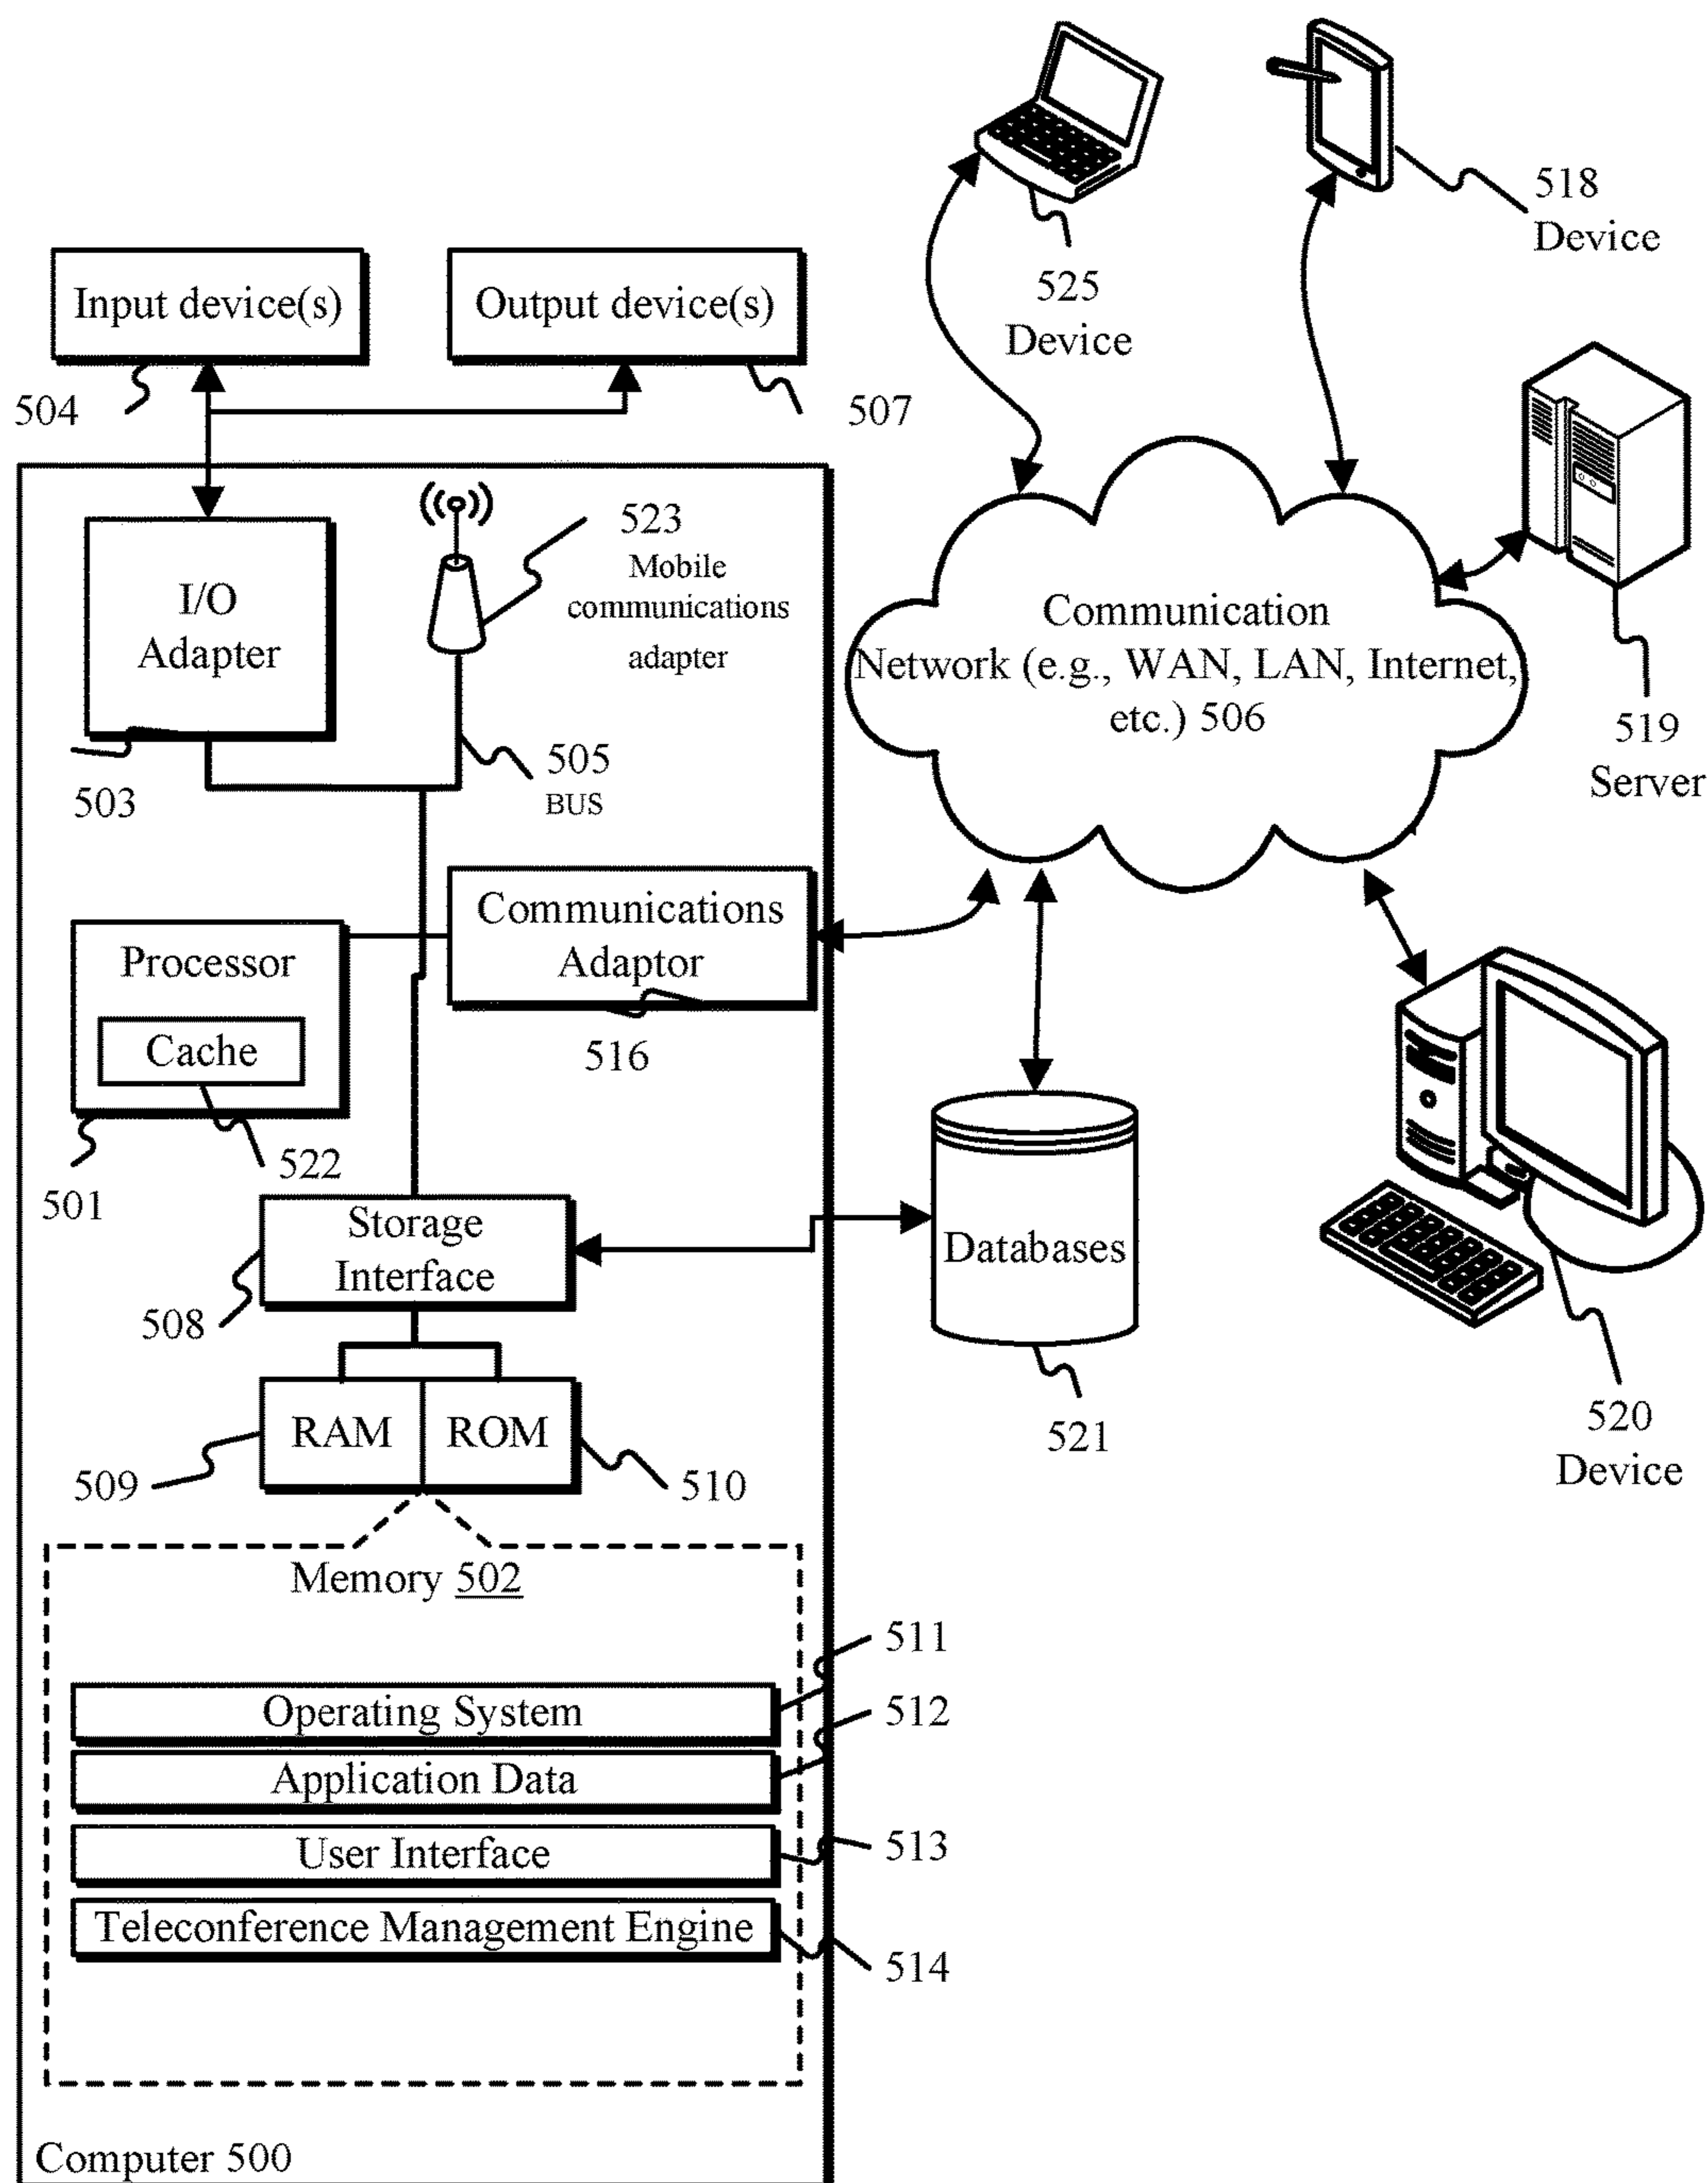 518
Device
525
Device
Input device(s)
Output device(s)
504
507
I/O
Adapter
523
Mobile
communications
adapter
503
505
BUS
Communication
Network (e.g., WAN, LAN, Internet,
etc.) 506
519
Server
Communications
Adaptor
516
Processor
Cache
522
501
Storage
Interface
508
Databases
521
520
Device
RAM
ROM
509
510
Memory 502
511
Operating System
512
Application Data
User Interface
513
Teleconference Management Engine
514
Computer 500